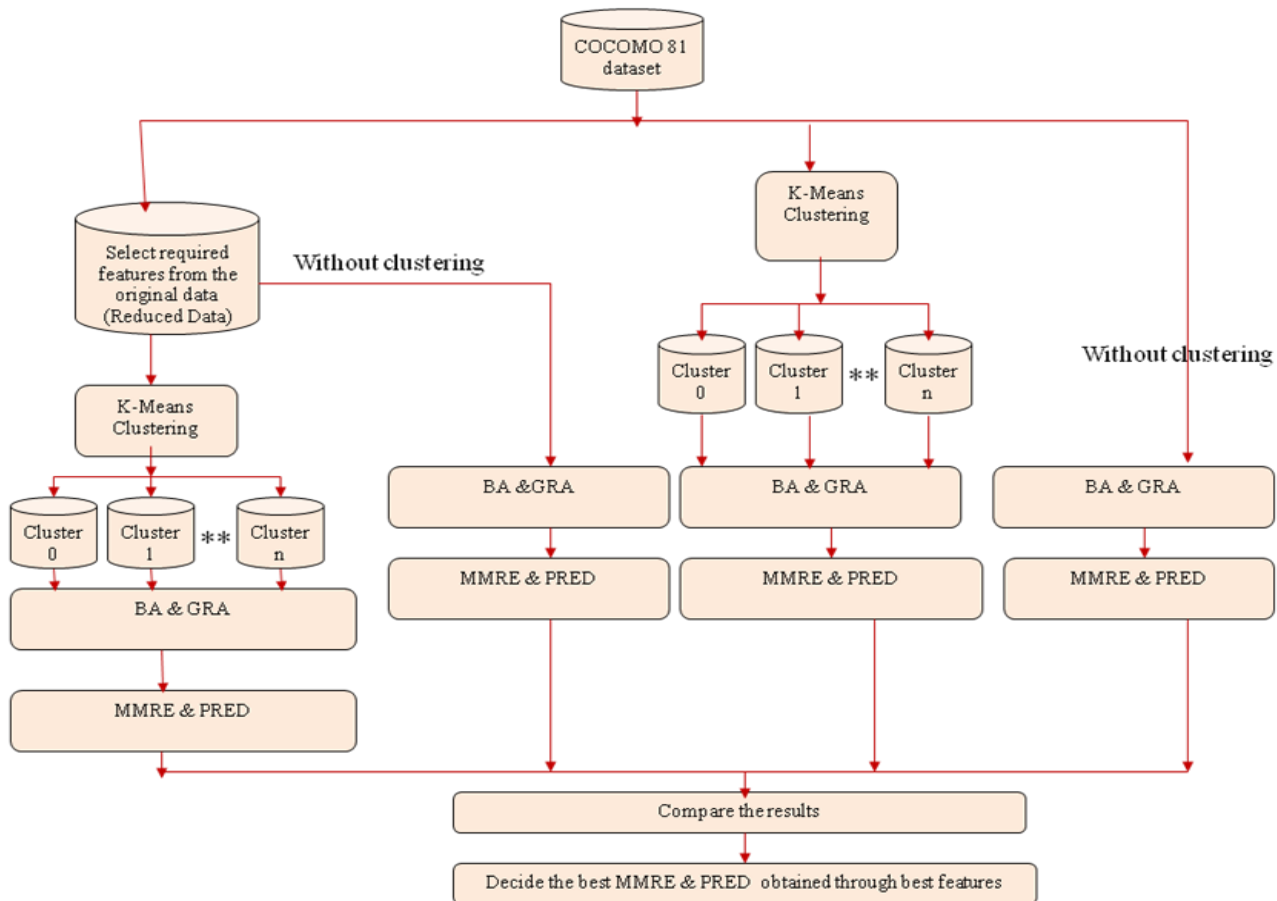 COCOMO 81
dataset
K-Means
Clustering
Select required
features from the
original data
(Reduced Data)
Without clustering
Without clustering
Cluster
0
Cluster
1
**
Cluster
n
K-Means
Clustering
BA &GRA
BA & GRA
BA & GRA
Cluster
0
Cluster
1
**
Cluster
n
MMRE & PRED
MMRE & PRED
MMRE & PRED
BA & GRA
MMRE & PRED
Compare the results
Decide the best MMRE & PRED obtained through best features